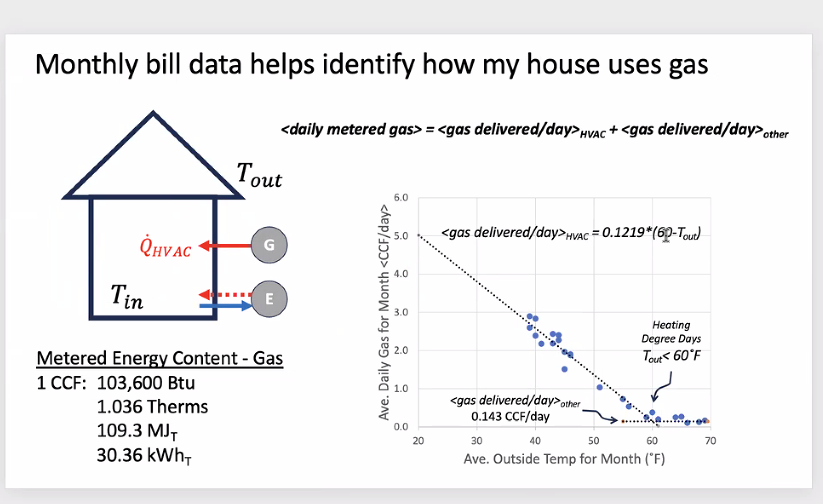 Monthly bill data helps identify how my house uses gas
<daily metered gas> = <gas delivered/day>HVAC + <gas delivered/day>other
Tout
Q̇HVAC
G
Tin
E
Metered Energy Content - Gas
1 CCF: 103,600 Btu
1.036 Therms
109.3 MJT
30.36 kWhT
Ave. Daily Gas for Month <CCF/day>
6.0
5.0
4.0
3.0
2.0
1.0
0.0
<gas delivered/day>HVAC = 0.1219*(60-Tout)
Heating
Degree Days
Tout< 60˚F
<gas delivered/day>other
0.143 CCF/day
20 30 40 50 60 70
Ave. Outside Temp for Month (˚F)